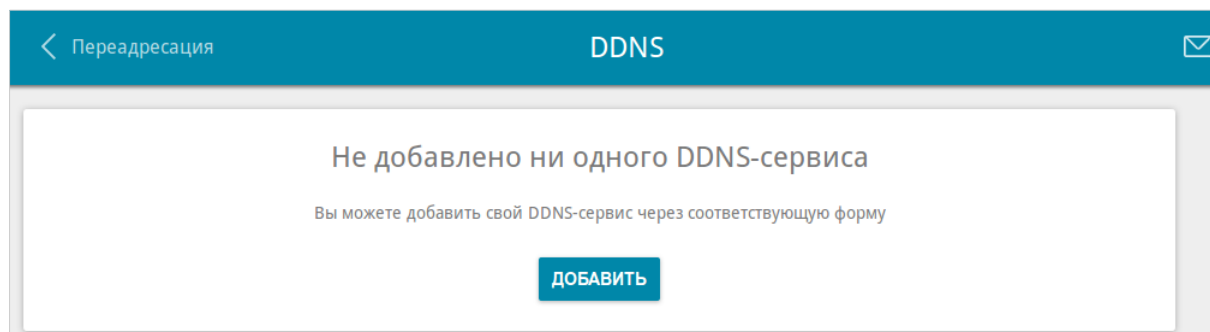 Переадресация
DDNS
Не добавлено ни одного DDNS-сервиса
Вы можете добавить свой DDNS-сервис через соответствующую форму
ДОБАВИТЬ